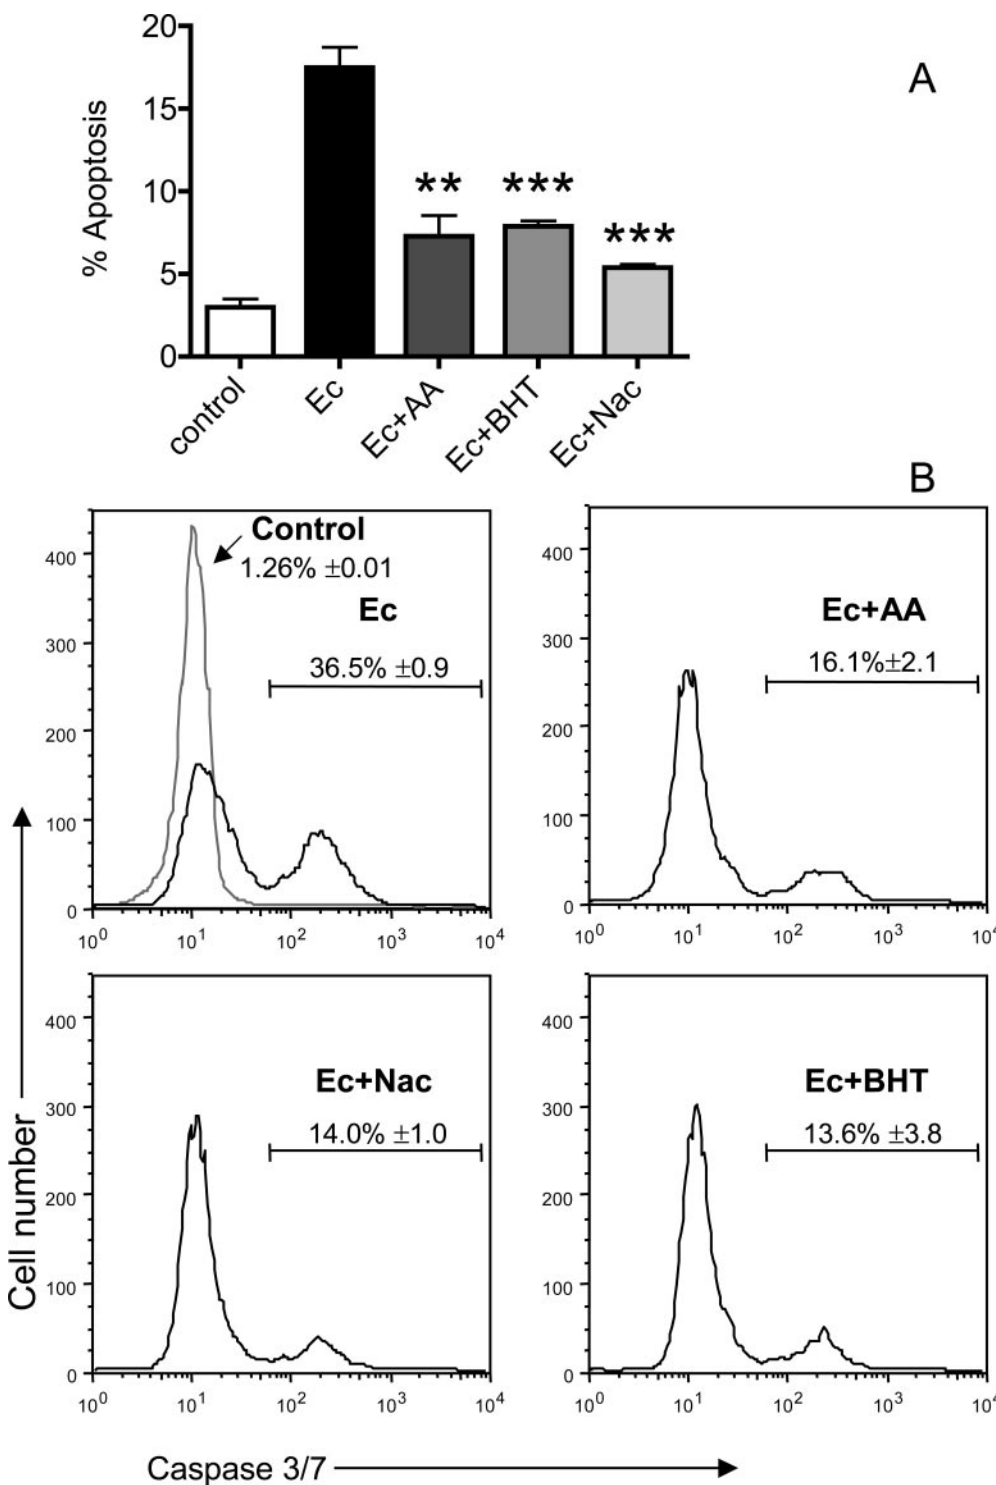 A
% Apoptosis
20
15
10
5
0
**
***
***
control
Ec
Ec+AA
Ec+BHT
Ec+Nac
B
Control
1.26% ±0.01
Ec
36.5% ±0.9
400
300
200
100
0
10^0 10^1 10^2 10^3 10^4
Ec+AA
16.1%±2.1
400
300
200
100
0
10^0 10^1 10^2 10^3 10^4
Ec+Nac
14.0% ±1.0
400
300
200
100
0
10^0 10^1 10^2 10^3 10^4
Ec+BHT
13.6% ±3.8
400
300
200
100
0
10^0 10^1 10^2 10^3 10^4
Cell number
Caspase 3/7